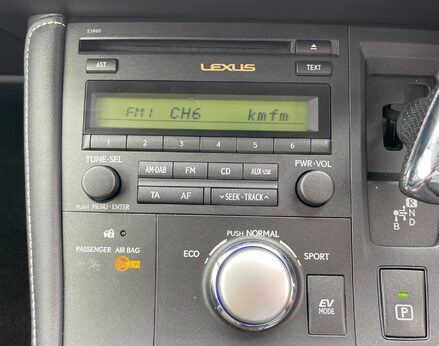 53860
AST LEXUS TEXT
FM1 CH6 kmfm
1 2 3 4 5 6
TUNE·SEL PWR·VOL
AM·DAB FM CD AUX·USB
TA AF SEEK·TRACK
PUSH MENU·ENTER
PUSH NORMAL
PASSENGER AIR BAG
ON
ECO SPORT
EV
MODE
R
N
B D
P